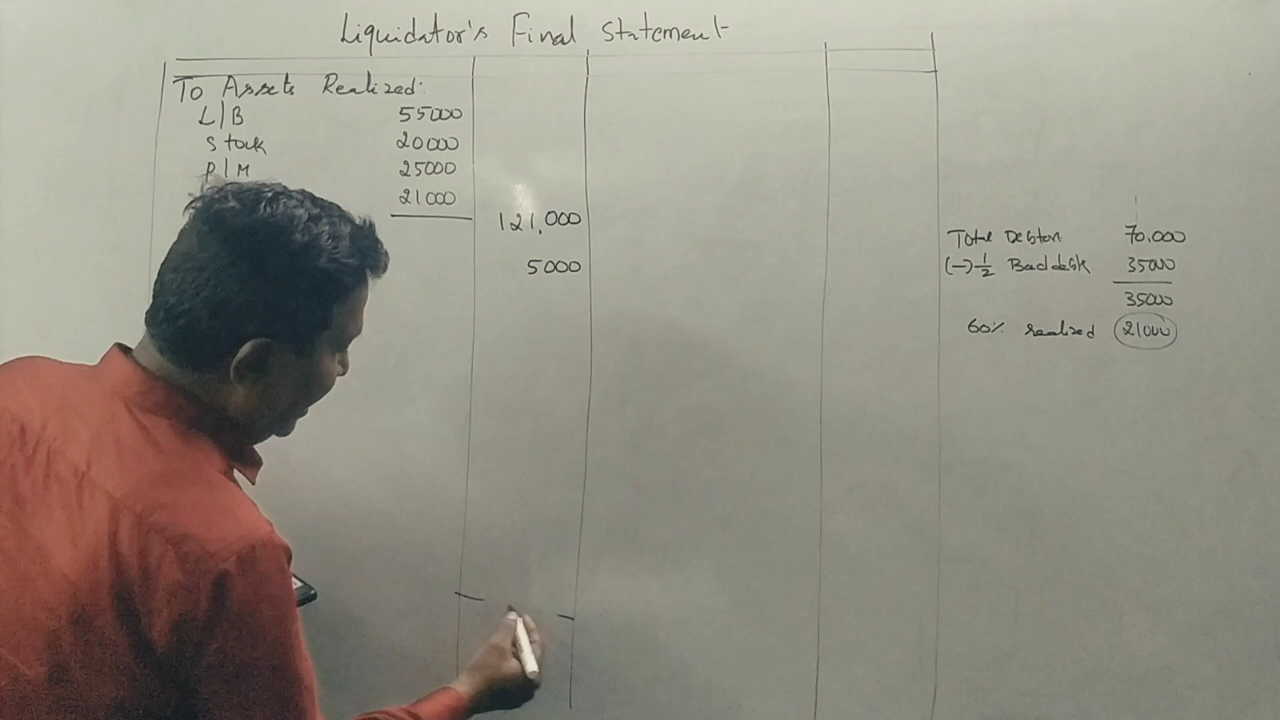 Liquidator's Final Statement
To Assets Realized:
L/B 55000
Stock 20000
P/M 25000
21000
121,000
5000
Total Debtors 70,000
(-) 1/2 Bad debts 35000
35000
60% realized 21000